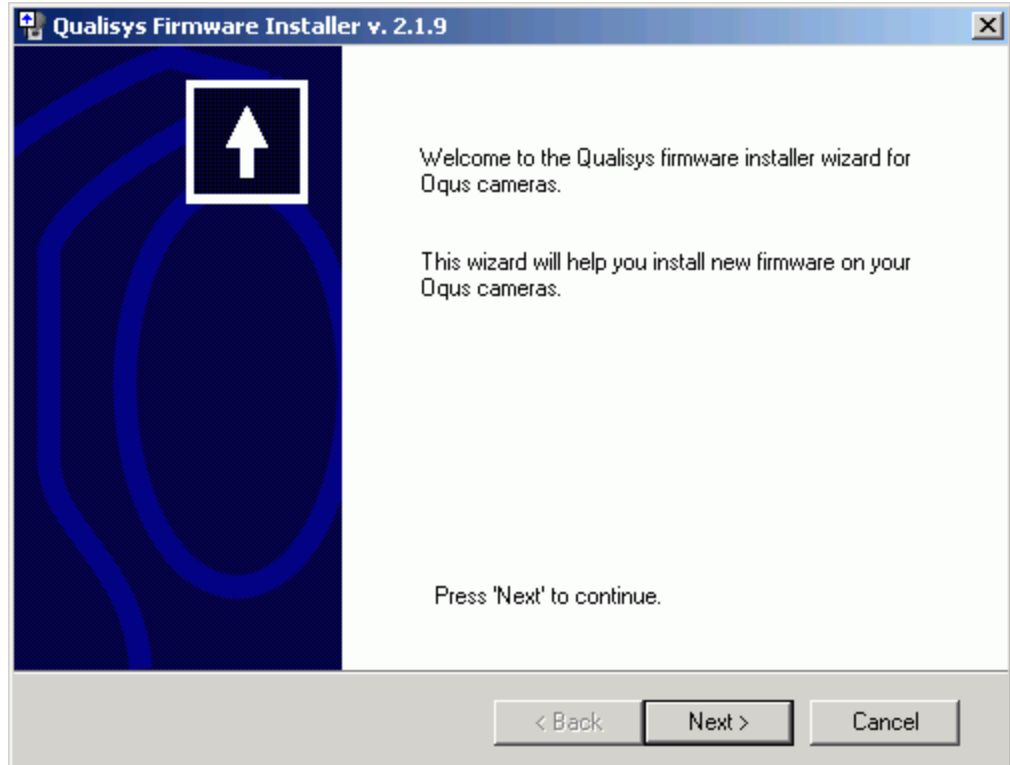 Qualisys Firmware Installer v. 2.1.9
Welcome to the Qualisys firmware installer wizard for
Oqus cameras.
This wizard will help you install new firmware on your
Oqus cameras.
Press 'Next' to continue.
< Back
Next >
Cancel